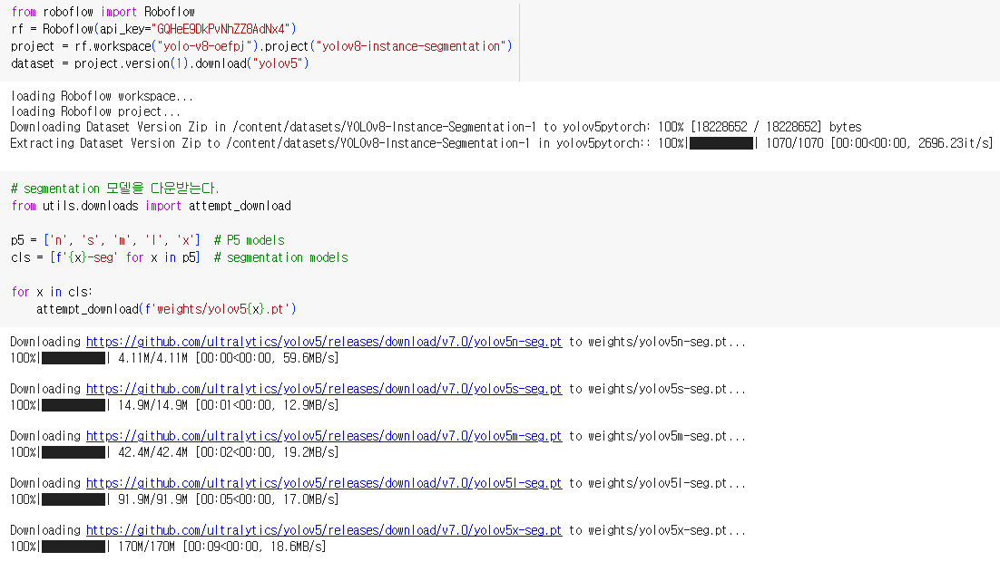 from roboflow import Roboflow
rf = Roboflow(api_key="GQHeE9DkPvNhZZ8AdNx4")
project = rf.workspace("yolo-v8-oefpj").project("yolov8-instance-segmentation")
dataset = project.version(1).download("yolov5")
loading Roboflow workspace...
loading Roboflow project...
Downloading Dataset Version Zip in /content/datasets/YOLOv8-Instance-Segmentation-1 to yolov5pytorch: 100% [18228652 / 18228652] bytes
Extracting Dataset Version Zip to /content/datasets/YOLOv8-Instance-Segmentation-1 in yolov5pytorch:: 100%|██████████| 1070/1070 [00:00<00:00, 2696.23it/s]
# segmentation 모델을 다운받는다.
from utils.downloads import attempt_download
p5 = ['n', 's', 'm', 'l', 'x']  # P5 models
cls = [f'{x}-seg' for x in p5]  # segmentation models
for x in cls:
    attempt_download(f'weights/yolov5{x}.pt')
Downloading https://github.com/ultralytics/yolov5/releases/download/v7.0/yolov5n-seg.pt to weights/yolov5n-seg.pt...
100%|██████████| 4.11M/4.11M [00:00<00:00, 59.6MB/s]
Downloading https://github.com/ultralytics/yolov5/releases/download/v7.0/yolov5s-seg.pt to weights/yolov5s-seg.pt...
100%|██████████| 14.9M/14.9M [00:01<00:00, 12.9MB/s]
Downloading https://github.com/ultralytics/yolov5/releases/download/v7.0/yolov5m-seg.pt to weights/yolov5m-seg.pt...
100%|██████████| 42.4M/42.4M [00:02<00:00, 19.2MB/s]
Downloading https://github.com/ultralytics/yolov5/releases/download/v7.0/yolov5l-seg.pt to weights/yolov5l-seg.pt...
100%|██████████| 91.9M/91.9M [00:05<00:00, 17.0MB/s]
Downloading https://github.com/ultralytics/yolov5/releases/download/v7.0/yolov5x-seg.pt to weights/yolov5x-seg.pt...
100%|██████████| 170M/170M [00:09<00:00, 18.6MB/s]